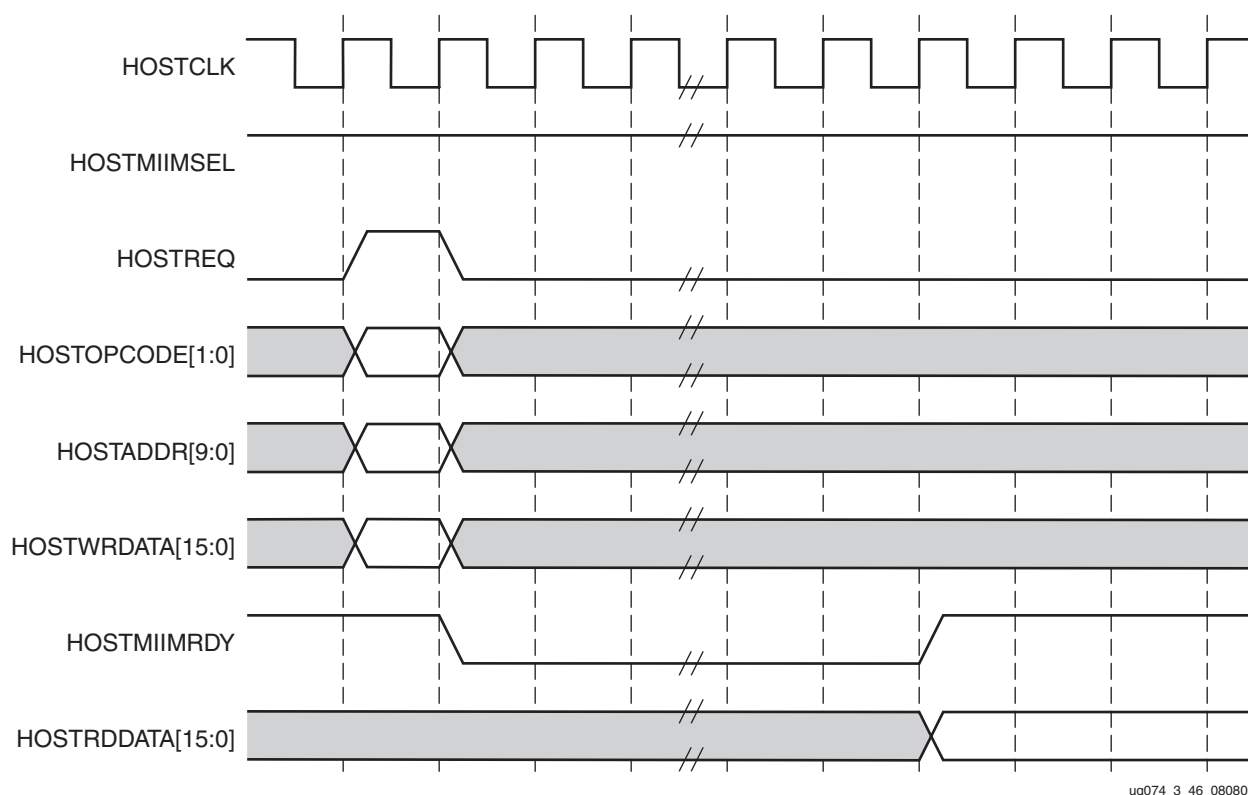 HOSTCLK
HOSTMIIMSEL
HOSTREQ
HOSTOPCODE[1:0]
HOSTADDR[9:0]
HOSTWRDATA[15:0]
HOSTMIIMRDY
HOSTRDDATA[15:0]
ug074_3_46_08080